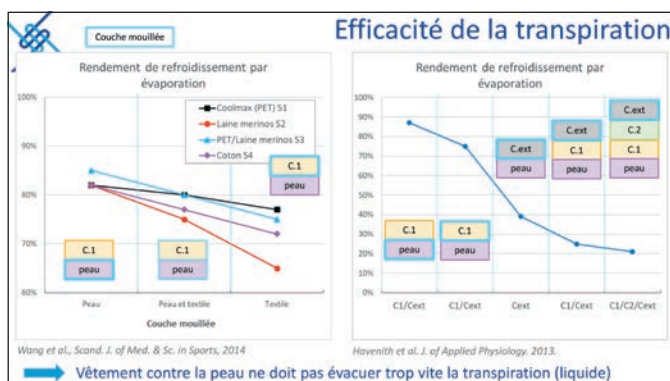 Couche mouillée
Efficacité de la transpiration
Rendement de refroidissement par
évaporation
100%
90%
80%
70%
60%
Coolmax (PET) S1
Laine merinos S2
PET/Laine merinos S3
Coton S4
C.1
peau
C.1
peau
C.1
peau
Peau
Peau et textile
Textile
Couche mouillée
Rendement de refroidissement par
évaporation
100%
90%
80%
70%
60%
50%
40%
30%
20%
10%
0%
C.ext
C.2
C.1
peau
C.ext
C.1
peau
C.ext
peau
C.1
peau
C.1
peau
C1/Cext
C1/Cext
Cext
C1/Cext
C1/C2/Cext
Wang et al., Scand. J. of Med. & Sc. in Sports, 2014
Havenith et al. J. of Applied Physiology. 2013.
Vêtement contre la peau ne doit pas évacuer trop vite la transpiration (liquide)